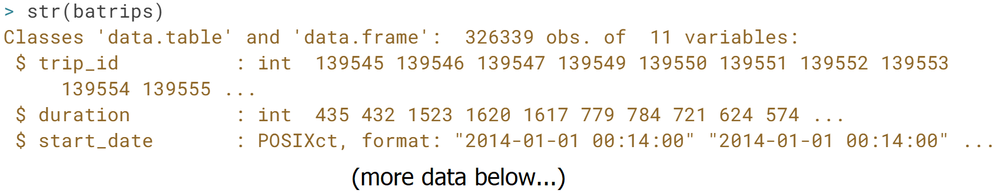 > str(batrips)
Classes 'data.table' and 'data.frame':  326339 obs. of  11 variables:
 $ trip_id          : int  139545 139546 139547 139549 139550 139551 139552 139553
     139554 139555 ...
 $ duration         : int  435 432 1523 1620 1617 779 784 721 624 574 ...
 $ start_date       : POSIXct, format: "2014-01-01 00:14:00" "2014-01-01 00:14:00" ...
(more data below...)